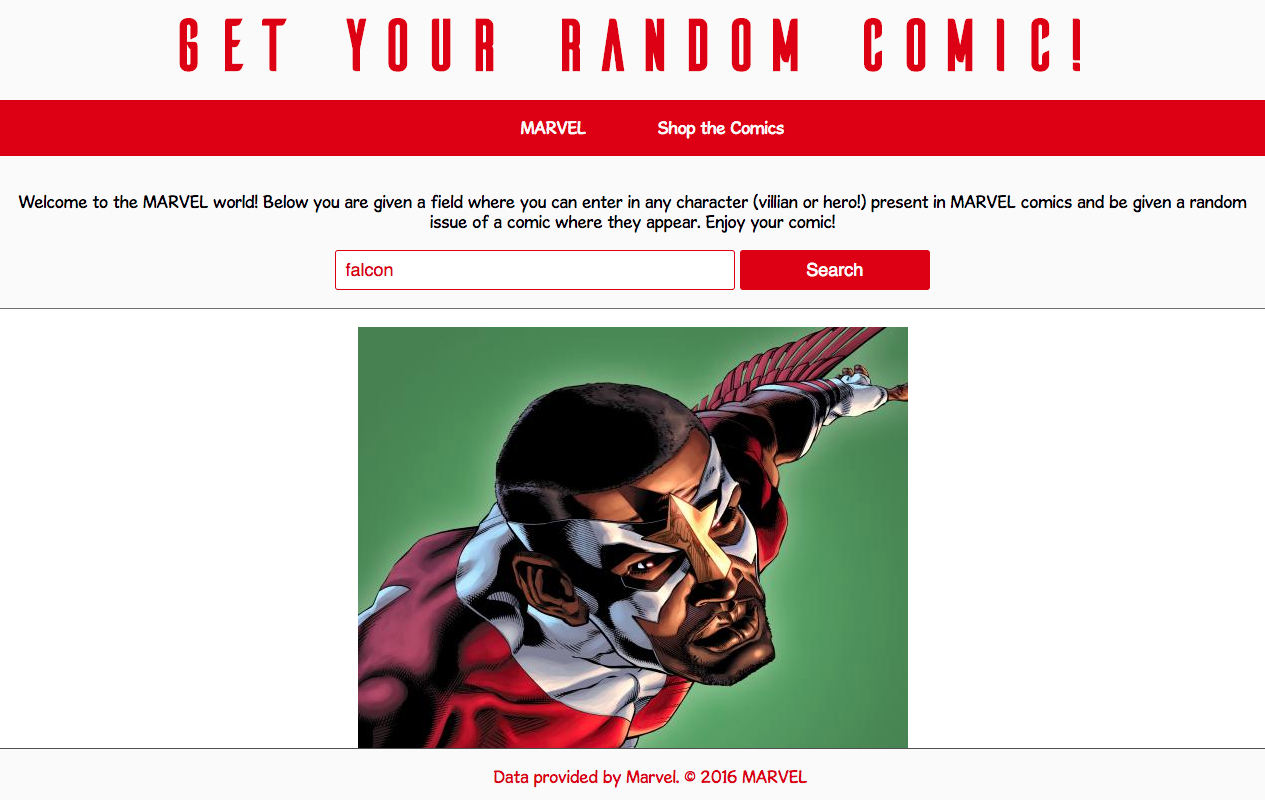 GET YOUR RANDOM COMIC!
MARVEL Shop the Comics
Welcome to the MARVEL world! Below you are given a field where you can enter in any character (villian or hero!) present in MARVEL comics and be given a random
issue of a comic where they appear. Enjoy your comic!
falcon Search
Data provided by Marvel. © 2016 MARVEL